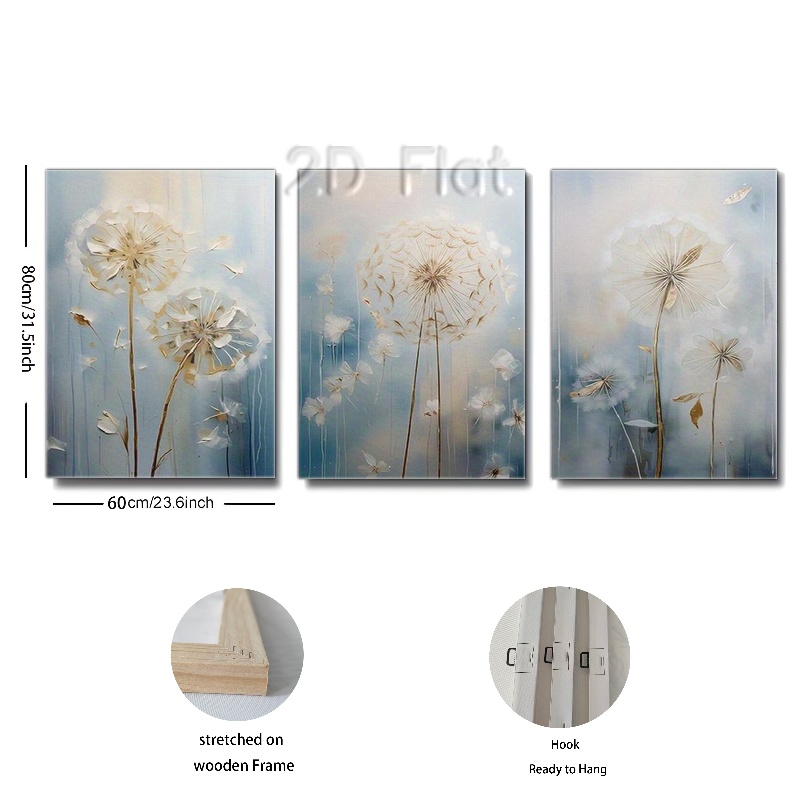 2D Flat
80cm/31.5inch
60cm/23.6inch
stretched on
wooden Frame
Hook
Ready to Hang